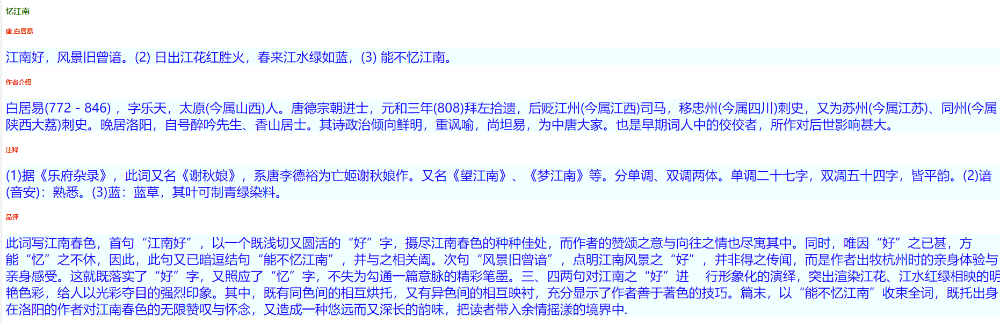 忆江南
唐.白居易
江南好，风景旧曾谙。(2) 日出江花红胜火，春来江水绿如蓝，(3) 能不忆江南。
作者介绍
白居易(772－846) ，字乐天，太原(今属山西)人。唐德宗朝进士，元和三年(808)拜左拾遗，后贬江州(今属江西)司马，移忠州(今属四川)刺史，又为苏州(今属江苏)、同州(今属
陕西大荔)刺史。晚居洛阳，自号醉吟先生、香山居士。其诗政治倾向鲜明，重讽喻，尚坦易，为中唐大家。也是早期词人中的佼佼者，所作对后世影响甚大。
注释
(1)据《乐府杂录》，此词又名《谢秋娘》，系唐李德裕为亡姬谢秋娘作。又名《望江南》、《梦江南》等。分单调、双调两体。单调二十七字，双凋五十四字，皆平韵。(2)谙
(音安)：熟悉。(3)蓝：蓝草，其叶可制青绿染料。
品评
此词写江南春色，首句“江南好”，以一个既浅切又圆活的“好”字，摄尽江南春色的种种佳处，而作者的赞颂之意与向往之情也尽寓其中。同时，唯因“好”之已甚，方
能“忆”之不休，因此，此句又已暗逗结句“能不忆江南”，并与之相关阖。次句“风景旧曾谙”，点明江南风景之“好”，并非得之传闻，而是作者出牧杭州时的亲身体验与
亲身感受。这就既落实了“好”字，又照应了“忆”字，不失为勾通一篇意脉的精彩笔墨。三、四两句对江南之“好”进　行形象化的演绎，突出渲染江花、江水红绿相映的明
艳色彩，给人以光彩夺目的强烈印象。其中，既有同色间的相互烘托，又有异色间的相互映衬，充分显示了作者善于著色的技巧。篇末，以“能不忆江南”收束全词，既托出身
在洛阳的作者对江南春色的无限赞叹与怀念，又造成一种悠远而又深长的韵味，把读者带入余情摇漾的境界中.